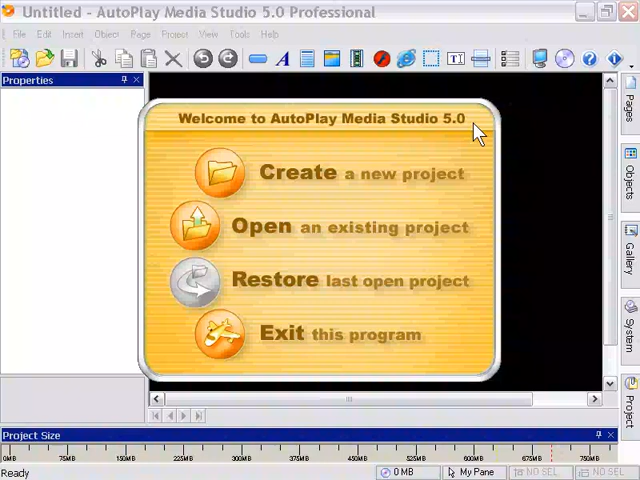 Untitled - AutoPlay Media Studio 5.0 Professional
File Edit Insert Object Page Project View Tools Help
Properties
Welcome to AutoPlay Media Studio 5.0
Create a new project
Open an existing project
Restore last open project
Exit this program
Pages
Objects
Gallery
System
Project
Project Size
0MB 75MB 150MB 225MB 300MB 375MB 450MB 525MB 600MB 675MB 750MB
Ready
0 MB
My Pane
NO SEL
NO SEL